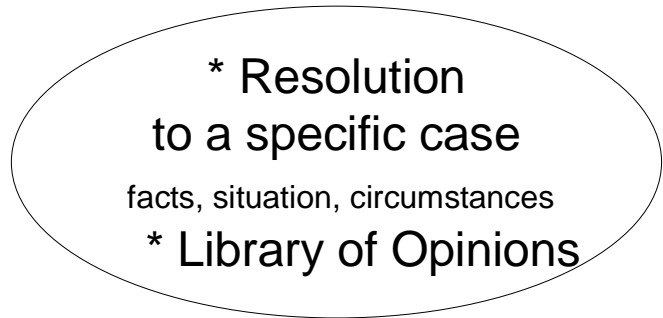 * Resolution
to a specific case
facts, situation, circumstances
* Library of Opinions